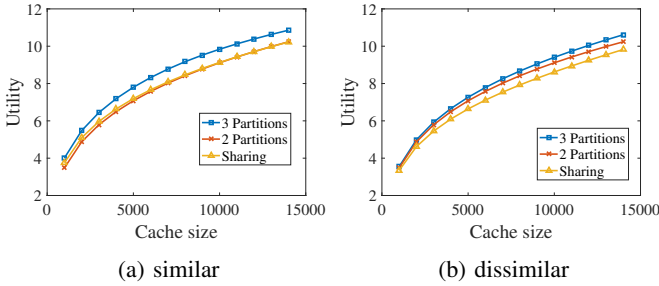 12
10
8
6
4
2
Utility
3 Partitions
2 Partitions
Sharing
0 5000 10000 15000
Cache size
(a) similar
12
10
8
6
4
2
Utility
3 Partitions
2 Partitions
Sharing
0 5000 10000 15000
Cache size
(b) dissimilar